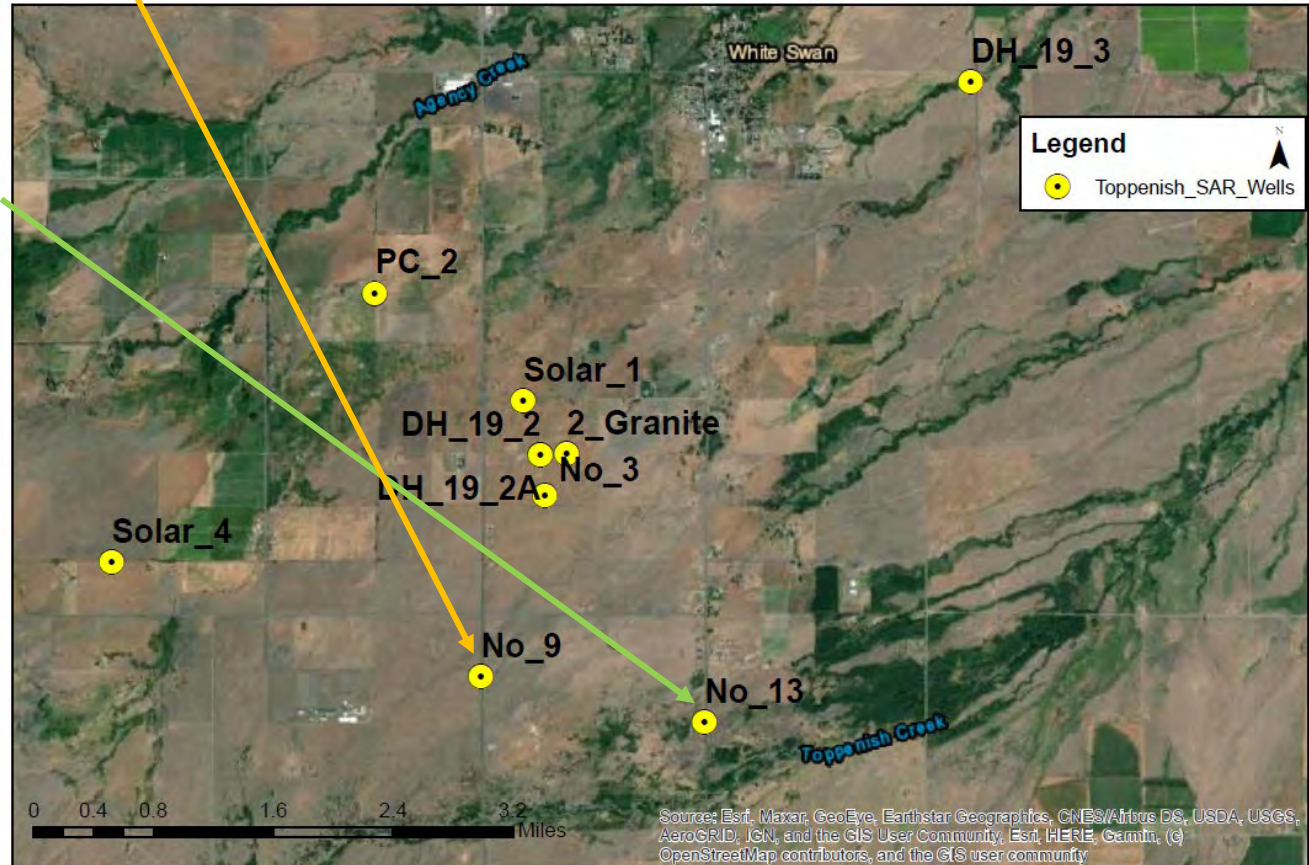 White Swan
DH_19_3
Agency Creek
Legend
N
Toppenish_SAR_Wells
PC_2
Solar_1
DH_19_2
2_Granite
No_3
DH_19_2A
Solar_4
No_9
No_13
Toppenish Creek
0 0.4 0.8 1.6 2.4 3.2
Miles
Source: Esri, Maxar, GeoEye, Earthstar Geographics, CNES/Airbus DS, USDA, USGS,
AeroGRID, IGN, and the GIS User Community, Esri, HERE, Garmin, (c)
OpenStreetMap contributors, and the GIS user community